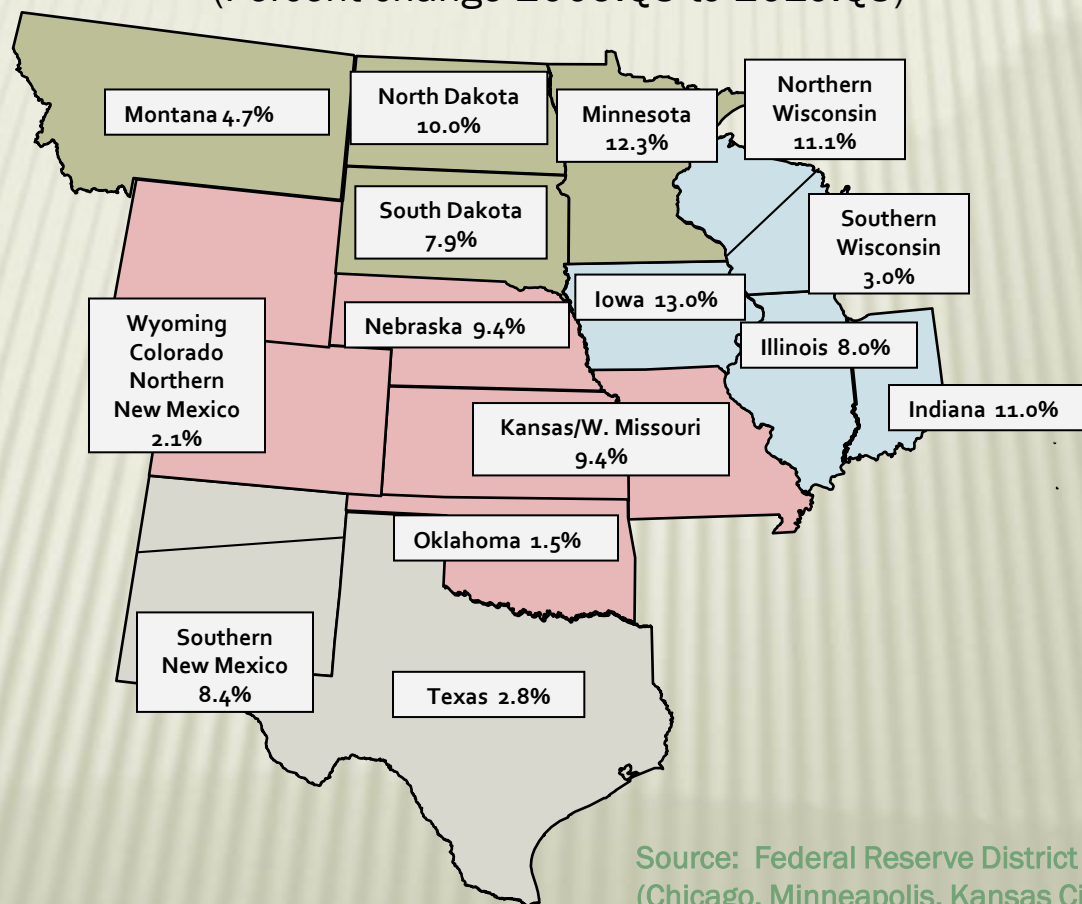 Montana 4.7%
North Dakota
10.0%
Minnesota
12.3%
Northern
Wisconsin
11.1%
South Dakota
7.9%
Southern
Wisconsin
3.0%
Iowa 13.0%
Nebraska 9.4%
Wyoming
Colorado
Northern
New Mexico
2.1%
Illinois 8.0%
Indiana 11.0%
Kansas/W. Missouri
9.4%
Oklahoma 1.5%
Southern
New Mexico
8.4%
Texas 2.8%
Source: Federal Reserve District
(Chicago, Minneapolis, Kansas